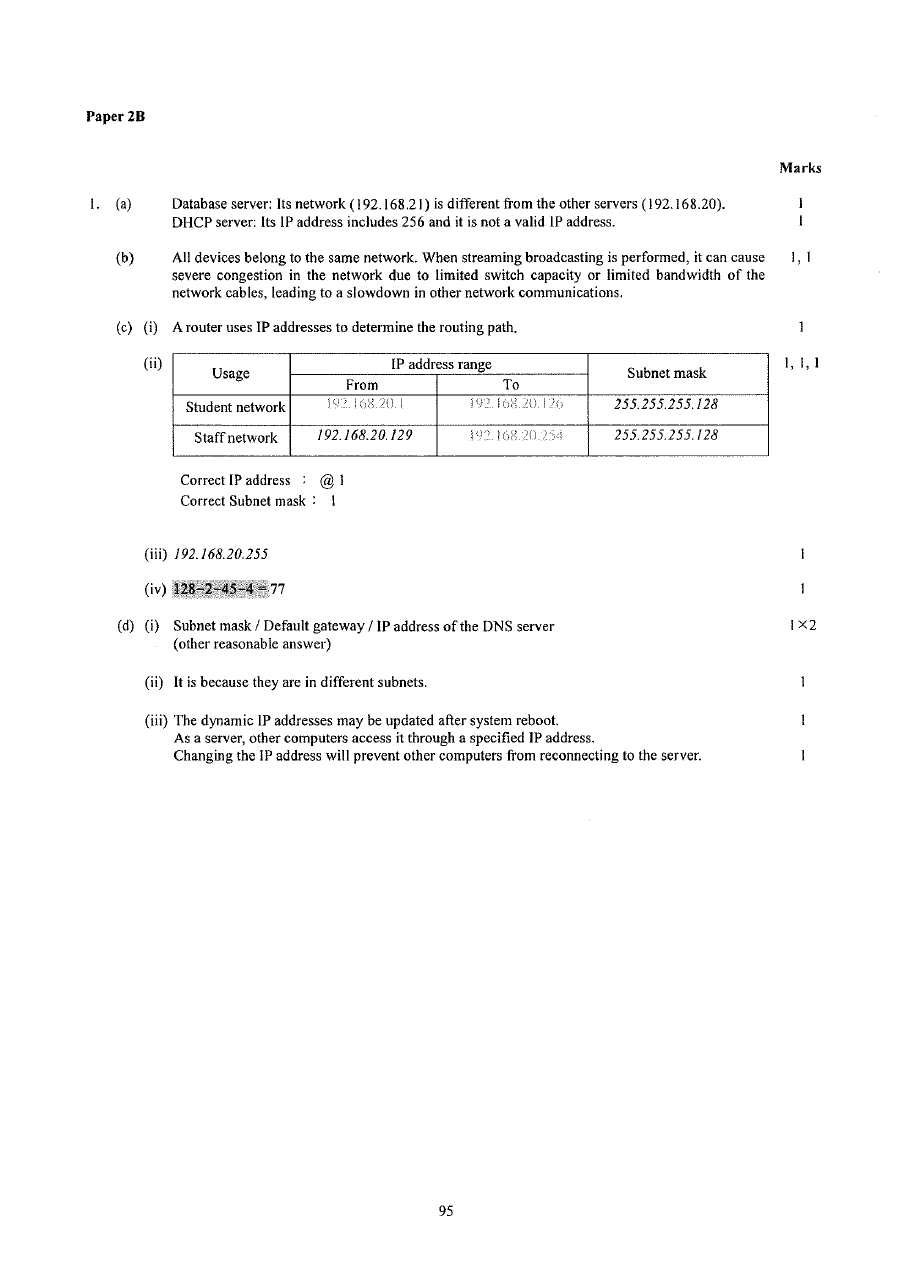 Paper 2B
Marks
1. (a) Database server: Its network (192.168.21) is different from the other servers (192.168.20). 1
DHCP server: Its IP address includes 256 and it is not a valid IP address. 1
(b) All devices belong to the same network. When streaming broadcasting is performed, it can cause 1, 1
severe congestion in the network due to limited switch capacity or limited bandwidth of the
network cables, leading to a slowdown in other network communications.
(c) (i) A router uses IP addresses to determine the routing path. 1
(ii) Usage IP address range Subnet mask 1, 1, 1
From To
Student network 192.168.20.1 192.168.20.126 255.255.255.128
Staff network 192.168.20.129 192.168.20.254 255.255.255.128
Correct IP address : @ 1
Correct Subnet mask : 1
(iii) 192.168.20.255 1
(iv) 128-2-45-4 = 77 1
(d) (i) Subnet mask / Default gateway / IP address of the DNS server 1×2
(other reasonable answer)
(ii) It is because they are in different subnets. 1
(iii) The dynamic IP addresses may be updated after system reboot. 1
As a server, other computers access it through a specified IP address.
Changing the IP address will prevent other computers from reconnecting to the server. 1
95